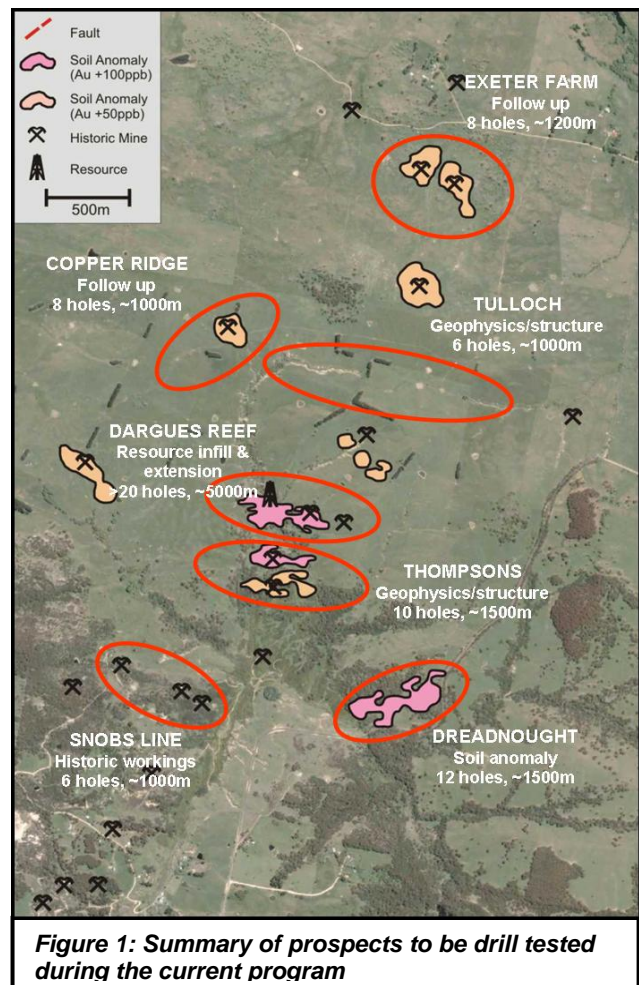 Fault
Soil Anomaly
(Au +100ppb)
Soil Anomaly
(Au +50ppb)
Historic Mine
Resource
500m
EXETER FARM
Follow up
8 holes, ~1200m
COPPER RIDGE
Follow up
8 holes, ~1000m
TULLOCH
Geophysics/structure
6 holes, ~1000m
DARGUES REEF
Resource infill &
extension
>20 holes, ~5000m
THOMPSONS
Geophysics/structure
10 holes, ~1500m
SNOBS LINE
Historic workings
6 holes, ~1000m
DREADNOUGHT
Soil anomaly
12 holes, ~1500m
Figure 1: Summary of prospects to be drill tested
during the current program